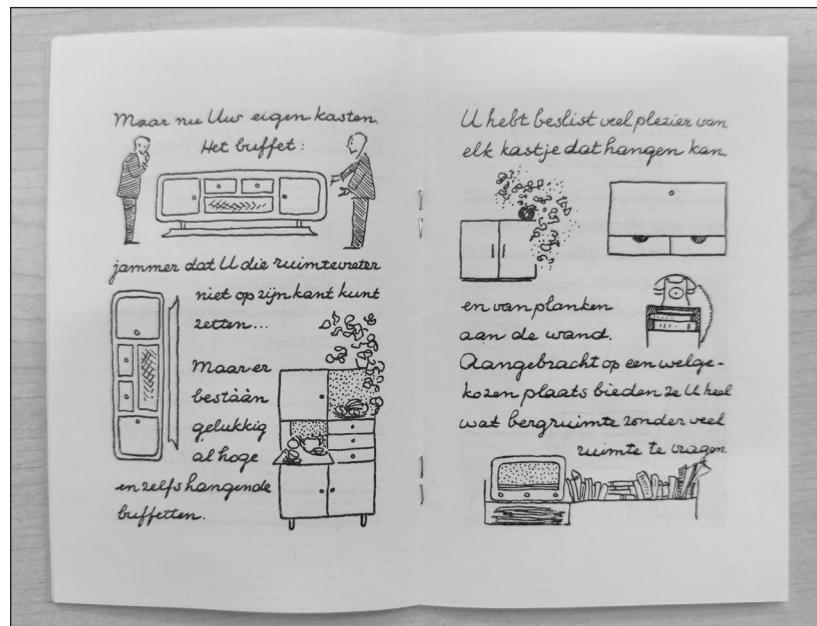 Maar nu Uw eigen kasten.
Het buffet:
jammer dat U die ruimtevreter
niet op zijn kant kunt
zetten...
Maar er
bestáán
gelukkig
al hoge
en zelfs hangende
buffetten.
U hebt beslist veel plezier van
elk kastje dat hangen kan
en van planken
aan de wand.
Aangebracht op een welge-
kozen plaats bieden ze U heel
wat bergruimte zonder veel
ruimte te vragen.